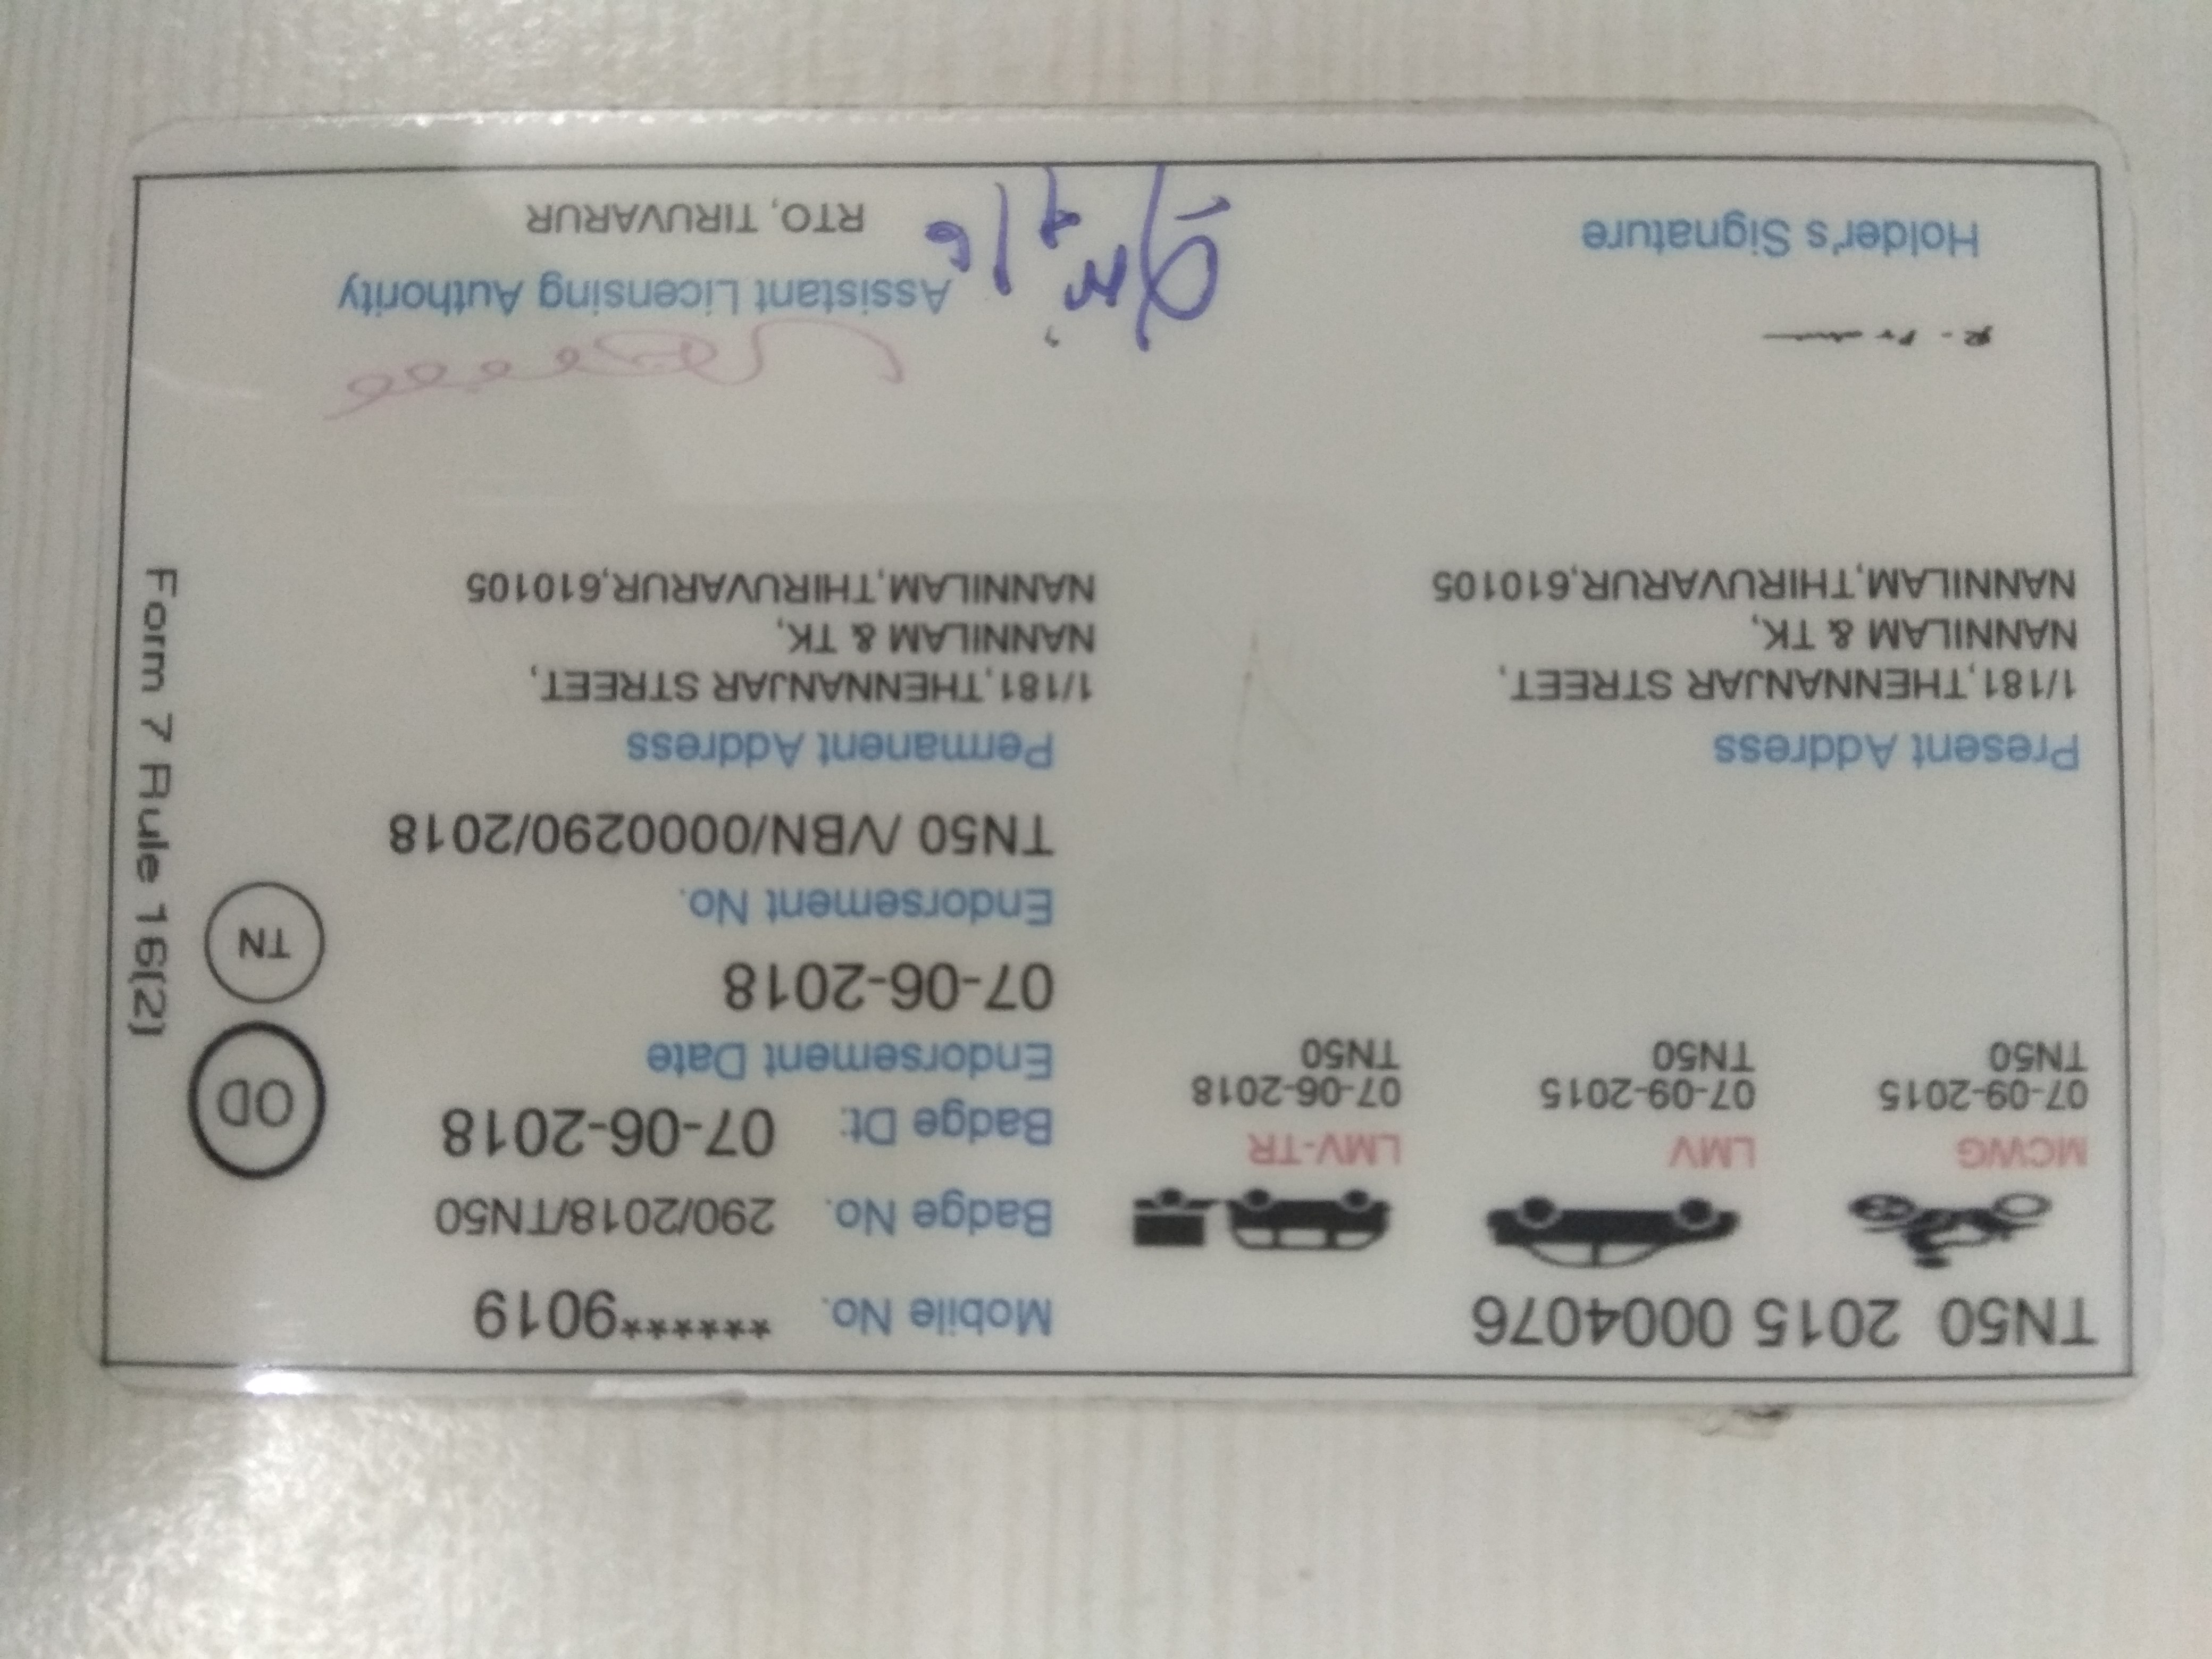 TN50 2015 0004076
MCWG
07-09-2015
TN50
LMV
07-09-2015
TN50
LMV-TR
07-06-2018
TN50
Mobile No. ******9019
Badge No. 290/2018/TN50
Badge Dt: 07-06-2018
Endorsement Date
07-06-2018
Endorsement No.
TN50 /VBN/0000290/2018
OD
TN
Form 7 Rule 16(2)
Present Address
1/181,THENNANJAR STREET,
NANNILAM & TK,
NANNILAM,THIRUVARUR,610105
Permanent Address
1/181,THENNANJAR STREET,
NANNILAM & TK,
NANNILAM,THIRUVARUR,610105
Holder's Signature
Assistant Licensing Authority
RTO, TIRUVARUR